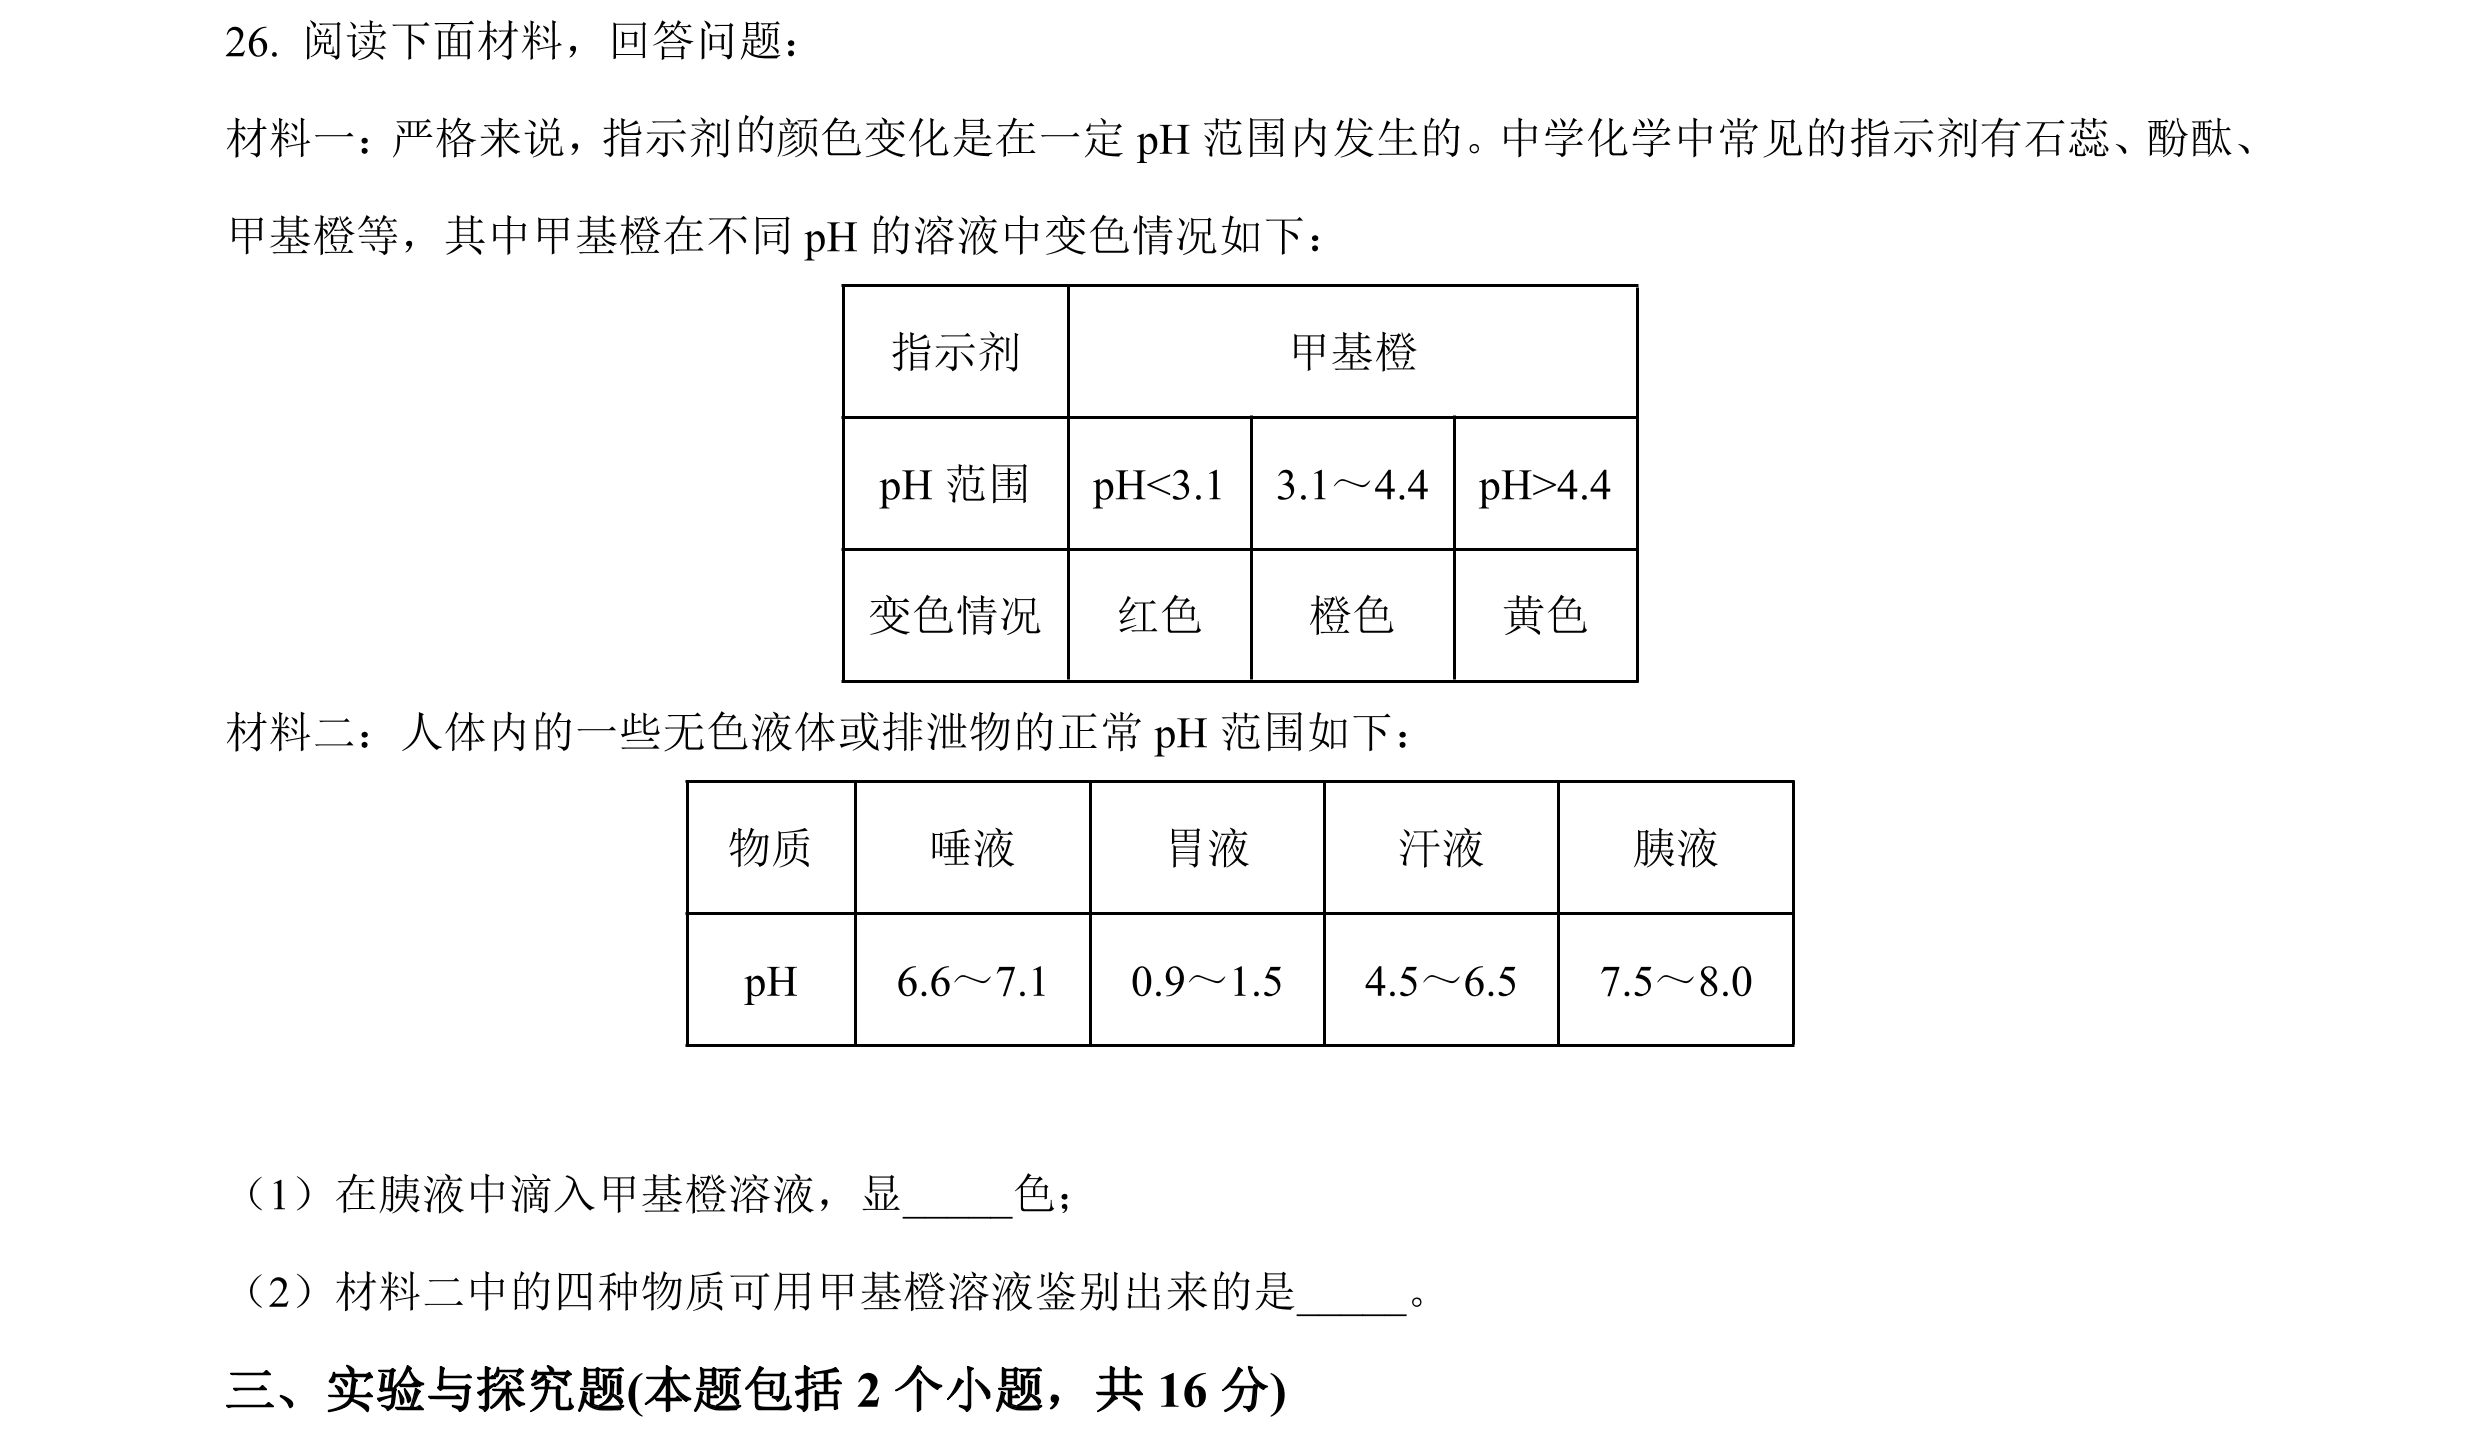 26. 阅读下面材料，回答问题：
材料一：严格来说，指示剂的颜色变化是在一定 pH 范围内发生的。中学化学中常见的指示剂有石蕊、酚酞、
甲基橙等，其中甲基橙在不同 pH 的溶液中变色情况如下：
指示剂 甲基橙
pH 范围 pH<3.1 3.1～4.4 pH>4.4
变色情况 红色 橙色 黄色
材料二：人体内的一些无色液体或排泄物的正常 pH 范围如下：
物质 唾液 胃液 汗液 胰液
pH 6.6～7.1 0.9～1.5 4.5～6.5 7.5～8.0
（1）在胰液中滴入甲基橙溶液，显_____色；
（2）材料二中的四种物质可用甲基橙溶液鉴别出来的是_____。
三、实验与探究题(本题包括 2 个小题，共 16 分)